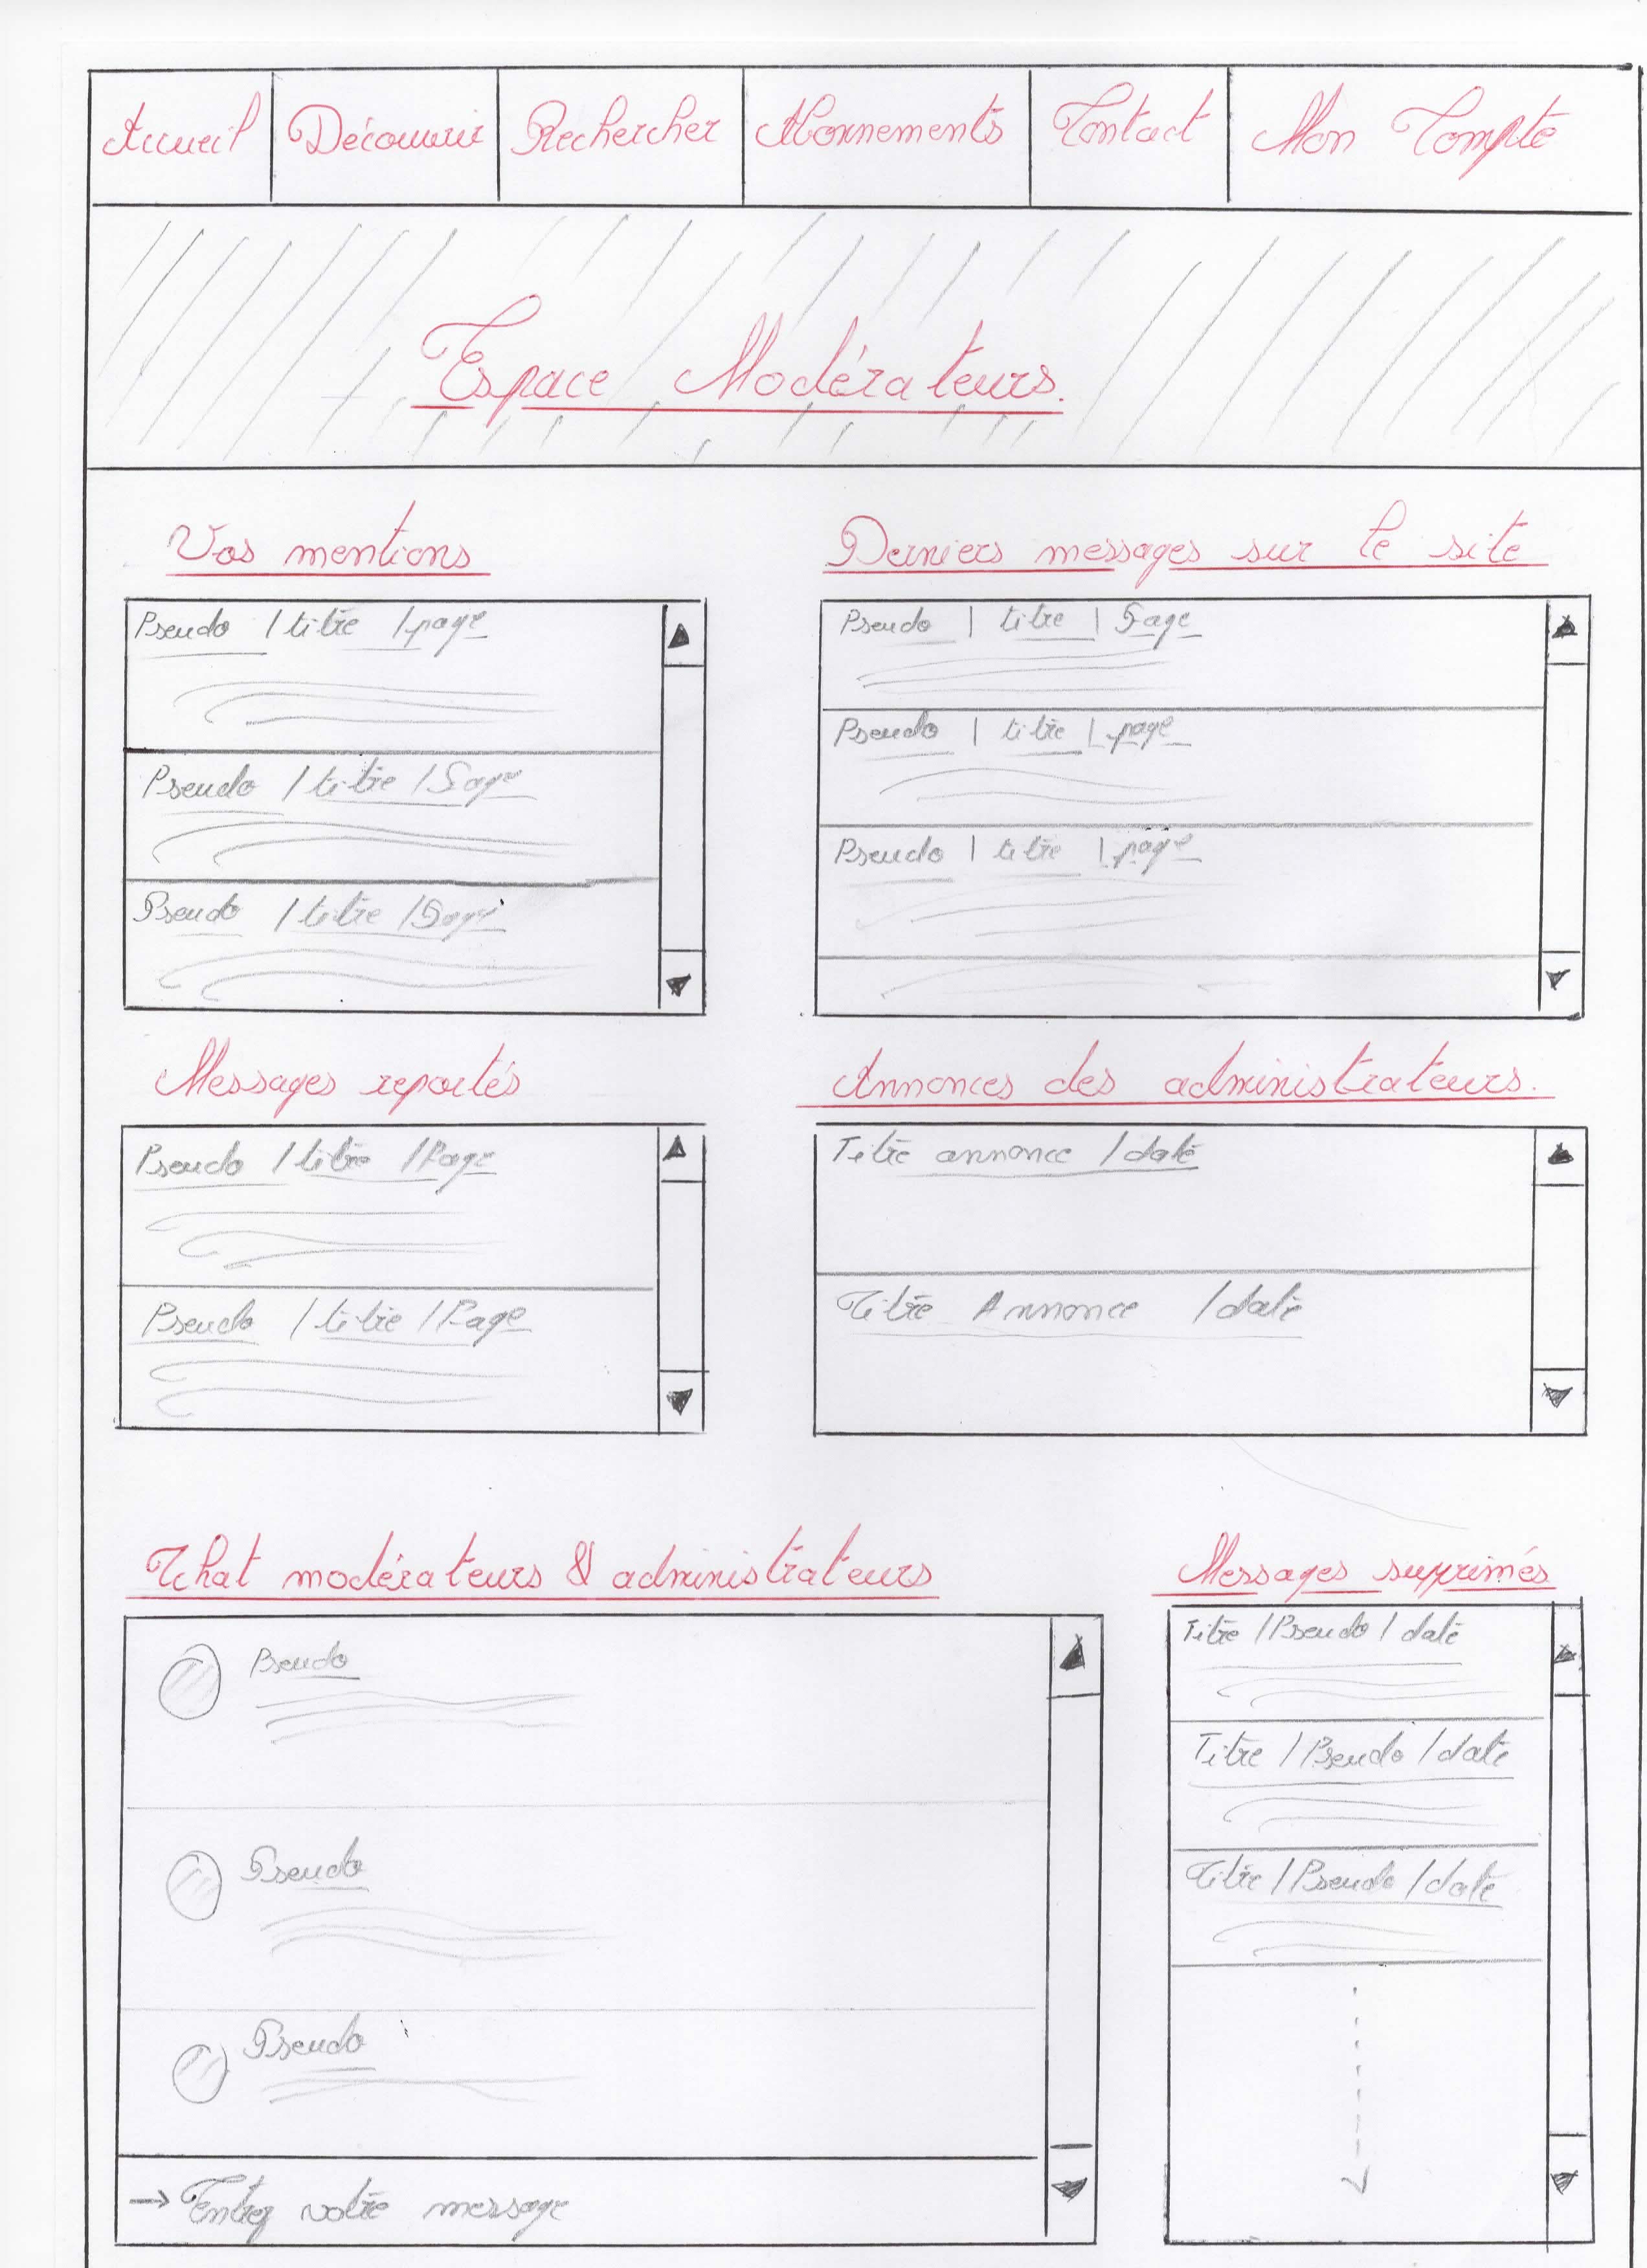 Accueil Découvrir Rechercher Abonnements Contact Mon Compte
Espace Modérateurs.
Vos mentions
Pseudo / titre / page
Pseudo / titre / Page
Pseudo / titre / Page
Derniers messages sur le site
Pseudo | titre | Page
Pseudo | titre | page
Pseudo | titre | page
Messages reportés
Pseudo / titre / Page
Pseudo / titre / Page
Annonces des administrateurs.
Titre annonce / date
Titre Annonce / date
Tchat modérateurs & administrateurs
Pseudo
Pseudo
Pseudo
→ Entrez votre message
Messages suprimés
Titre / Pseudo / date
Titre / Pseudo / date
Titre / Pseudo / date